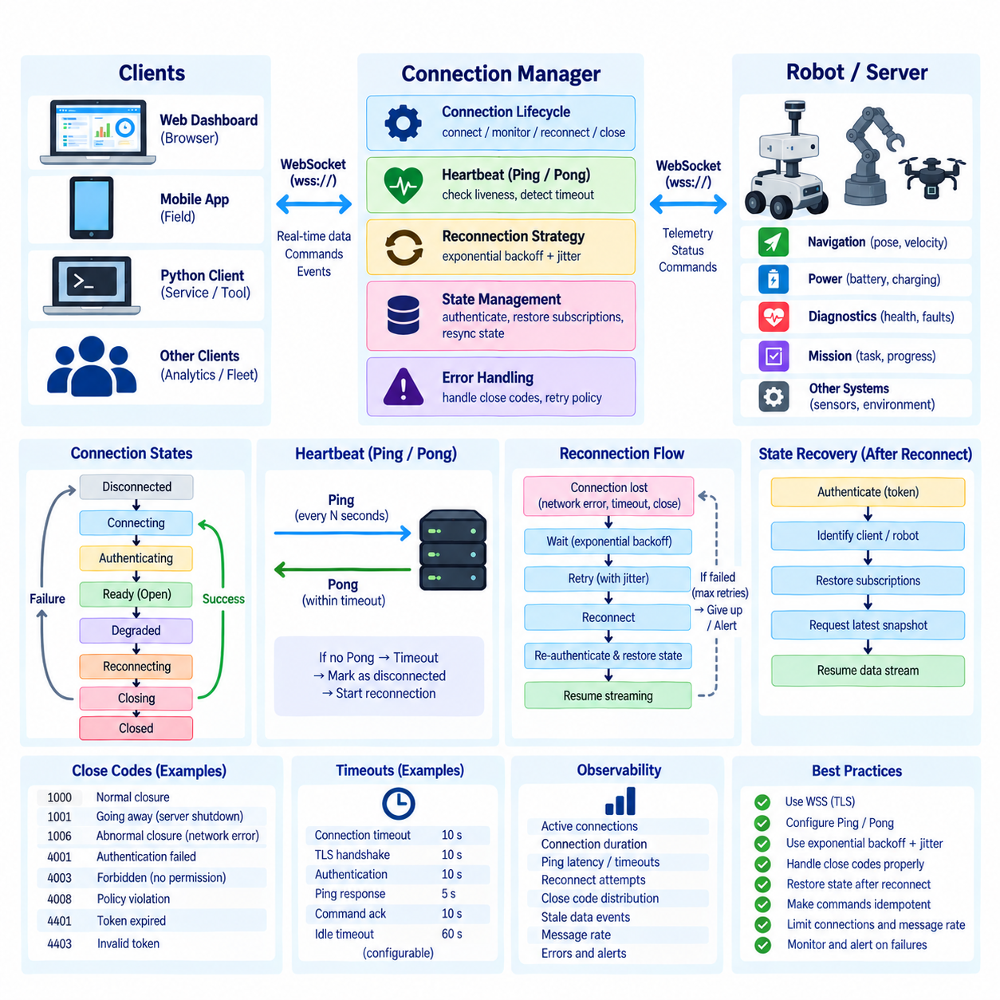 Clients
Web Dashboard
(Browser)
Mobile App
(Field)
>_
Python Client
(Service / Tool)
Other Clients
(Analytics / Fleet)
WebSocket
(wss://)
Real-time data
Commands
Events
Connection Manager
Connection Lifecycle
connect / monitor / reconnect / close
Heartbeat (Ping / Pong)
check liveness, detect timeout
Reconnection Strategy
exponential backoff + jitter
State Management
authenticate, restore subscriptions,
resync state
Error Handling
handle close codes, retry policy
WebSocket
(wss://)
Telemetry
Status
Commands
Robot / Server
Navigation (pose, velocity)
Power (battery, charging)
Diagnostics (health, faults)
Mission (task, progress)
Other Systems
(sensors, environment)
Connection States
Disconnected
Connecting
Authenticating
Ready (Open)
Degraded
Reconnecting
Closing
Closed
Failure
Success
Heartbeat (Ping / Pong)
Ping
(every N seconds)
Pong
(within timeout)
If no Pong → Timeout
→ Mark as disconnected
→ Start reconnection
Reconnection Flow
Connection lost
(network error, timeout, close)
Wait (exponential backoff)
Retry (with jitter)
Reconnect
Re-authenticate & restore state
Resume streaming
If failed
(max retries)
→ Give up
/ Alert
State Recovery (After Reconnect)
Authenticate (token)
Identify client / robot
Restore subscriptions
Request latest snapshot
Resume data stream
Close Codes (Examples)
1000 Normal closure
1001 Going away (server shutdown)
1006 Abnormal closure (network error)
4001 Authentication failed
4003 Forbidden (no permission)
4008 Policy violation
4401 Token expired
4403 Invalid token
Timeouts (Examples)
Connection timeout 10 s
TLS handshake 10 s
Authentication 10 s
Ping response 5 s
Command ack 10 s
Idle timeout 60 s
(configurable)
Observability
Active connections
Connection duration
Ping latency / timeouts
Reconnect attempts
Close code distribution
Stale data events
Message rate
Errors and alerts
Best Practices
Use WSS (TLS)
Configure Ping / Pong
Use exponential backoff + jitter
Handle close codes properly
Restore state after reconnect
Make commands idempotent
Limit connections and message rate
Monitor and alert on failures